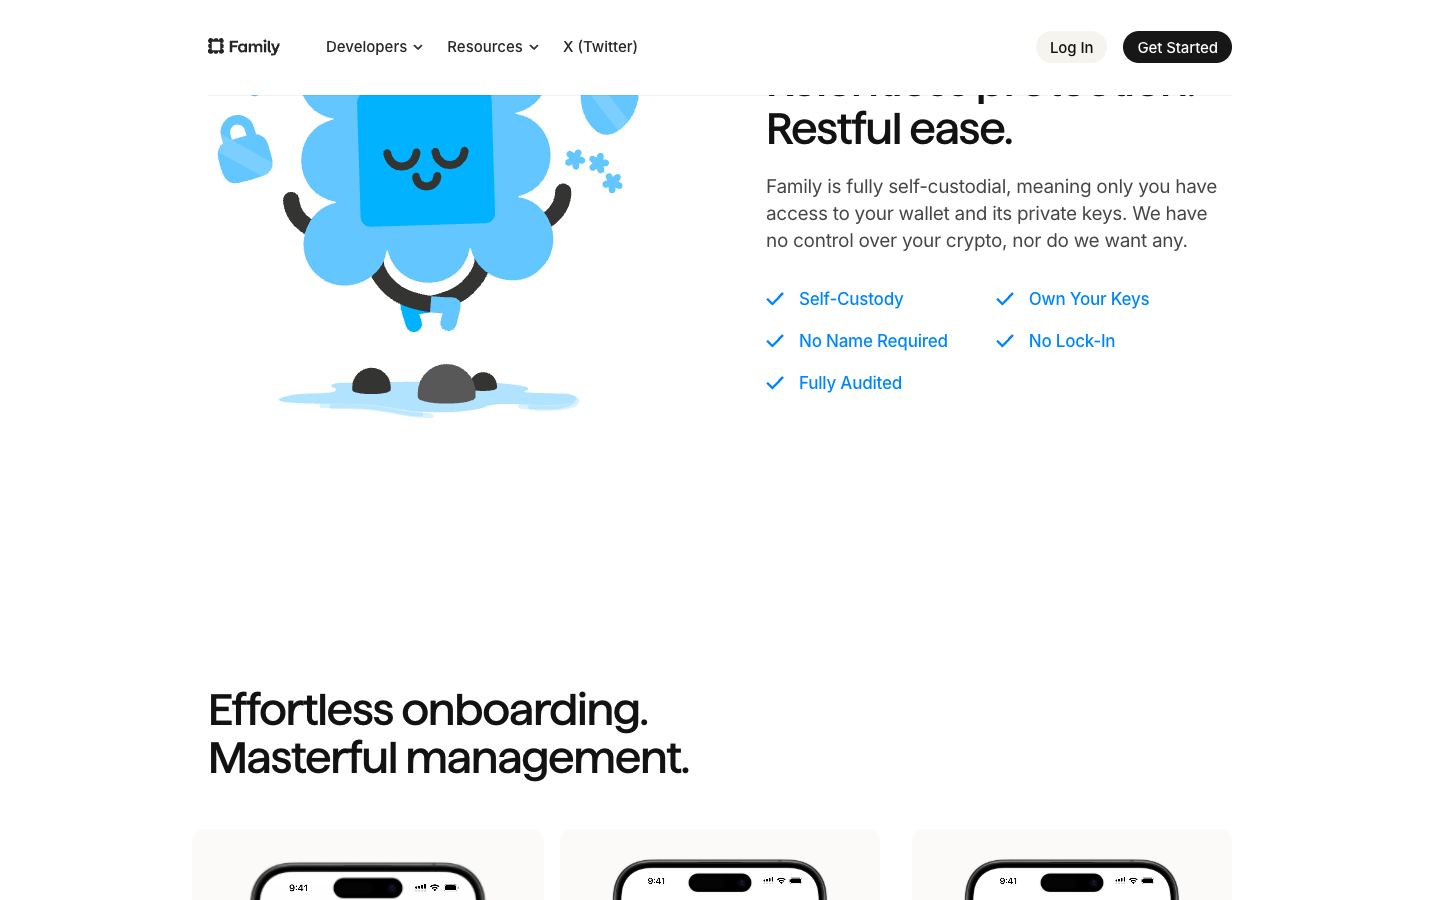 Family
Developers
Resources
X (Twitter)
Log In
Get Started
Restful ease.
Family is fully self-custodial, meaning only you have
access to your wallet and its private keys. We have
no control over your crypto, nor do we want any.
Self-Custody
Own Your Keys
No Name Required
No Lock-In
Fully Audited
Effortless onboarding.
Masterful management.
9:41
9:41
9:41